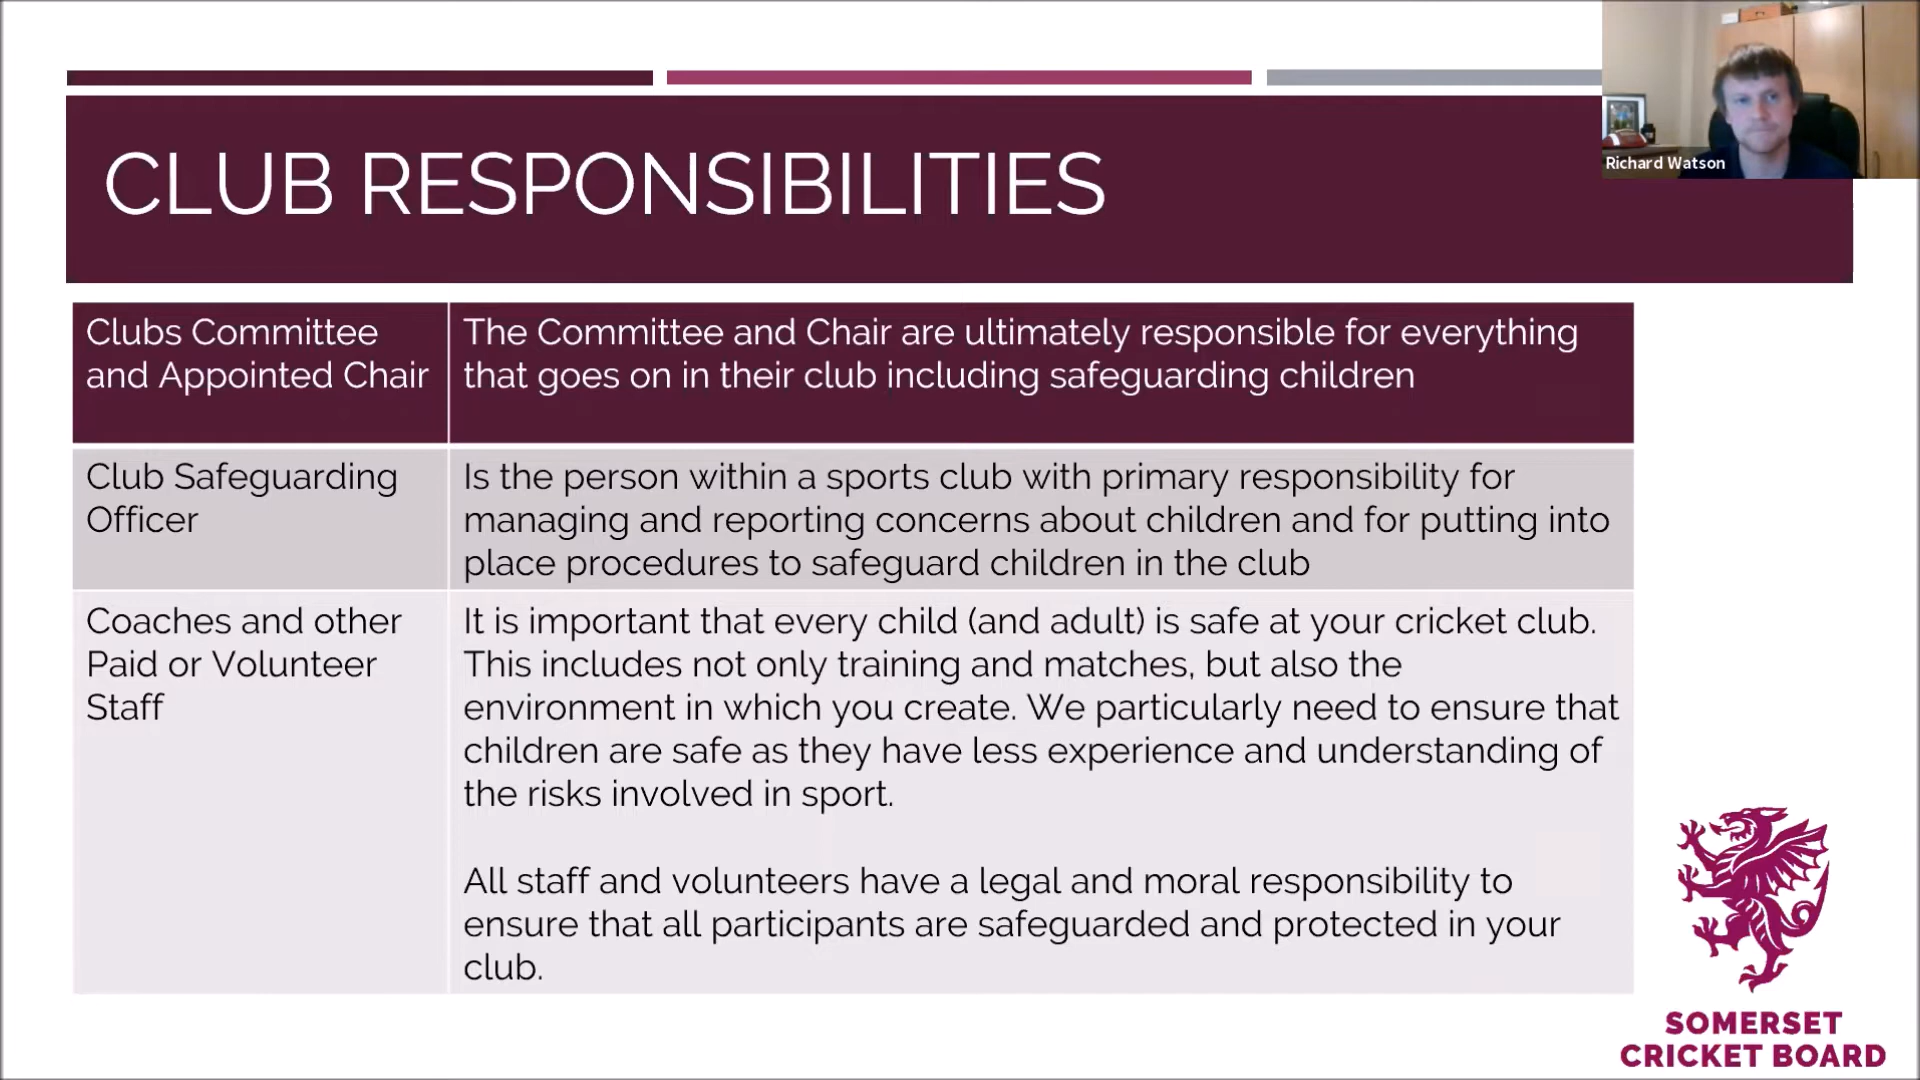 Richard Watson
CLUB RESPONSIBILITIES
Clubs Committee
and Appointed Chair
The Committee and Chair are ultimately responsible for everything
that goes on in their club including safeguarding children
Club Safeguarding
Officer
Is the person within a sports club with primary responsibility for
managing and reporting concerns about children and for putting into
place procedures to safeguard children in the club
Coaches and other
Paid or Volunteer
Staff
It is important that every child (and adult) is safe at your cricket club.
This includes not only training and matches, but also the
environment in which you create. We particularly need to ensure that
children are safe as they have less experience and understanding of
the risks involved in sport.
All staff and volunteers have a legal and moral responsibility to
ensure that all participants are safeguarded and protected in your
club.
SOMERSET
CRICKET BOARD